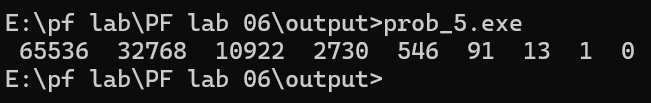 E:\pf lab\PF lab 06\output>prob_5.exe
65536 32768 10922 2730 546 91 13 1 0
E:\pf lab\PF lab 06\output>